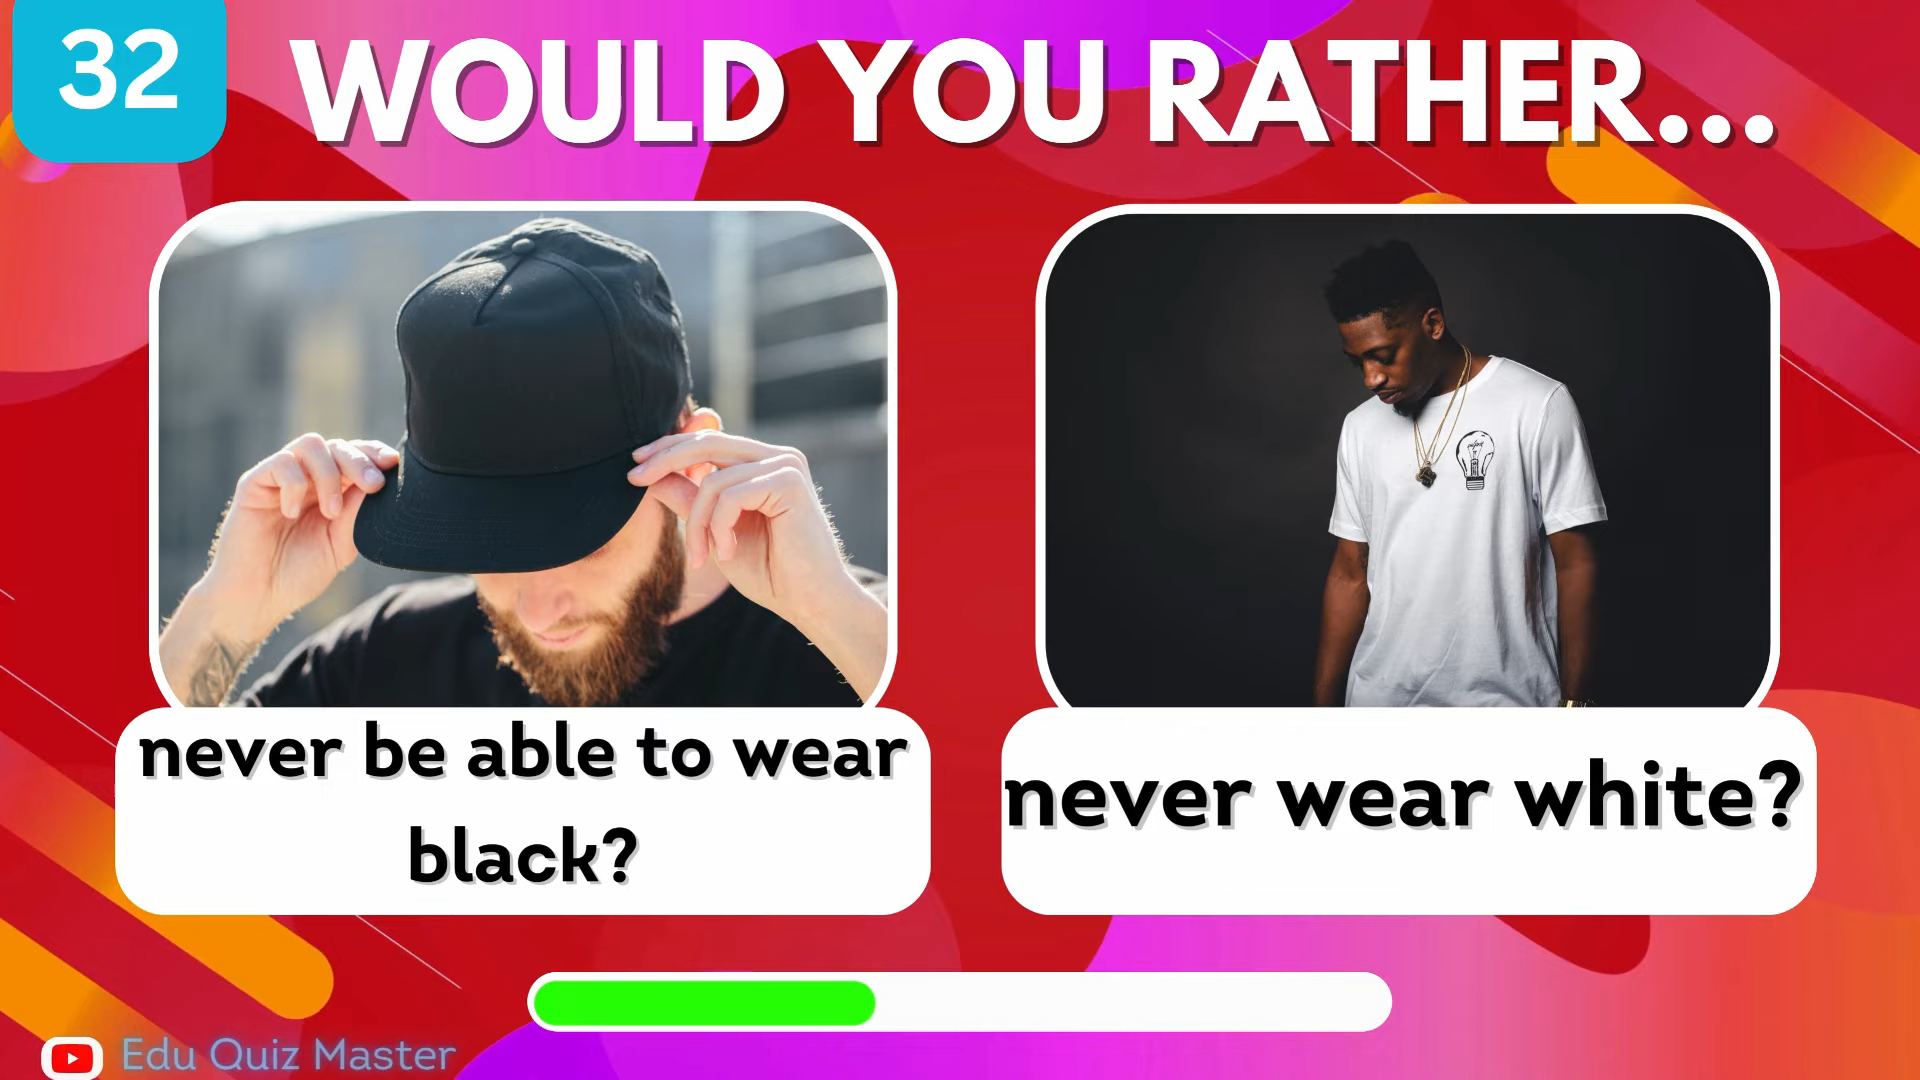 32
WOULD YOU RATHER...
never be able to wear
black?
never wear white?
Edu Quiz Master